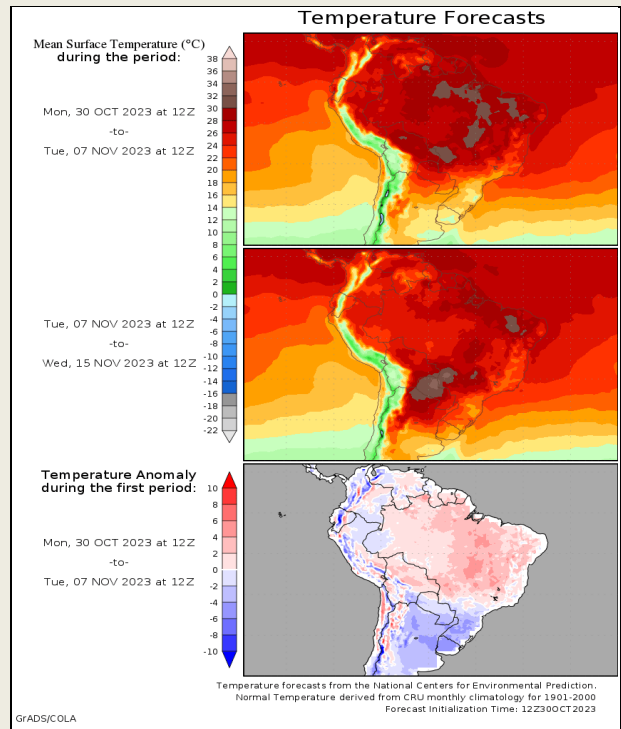 Temperature Forecasts
Mean Surface Temperature (°C)
during the period:
Mon, 30 OCT 2023 at 12Z
-to-
Tue, 07 NOV 2023 at 12Z
38
36
34
32
30
28
26
24
22
20
18
16
14
12
10
8
6
4
2
0
-2
-4
-6
-8
-10
-12
-14
-16
-18
-20
-22
Tue, 07 NOV 2023 at 12Z
-to-
Wed, 15 NOV 2023 at 12Z
Temperature Anomaly
during the first period:
Mon, 30 OCT 2023 at 12Z
-to-
Tue, 07 NOV 2023 at 12Z
10
8
6
4
2
0
-2
-4
-6
-8
-10
Temperature forecasts from the National Centers for Environmental Prediction.
Normal Temperature derived from CRU monthly climatology for 1901-2000
Forecast Initialization Time: 12Z30OCT2023
GrADS/COLA